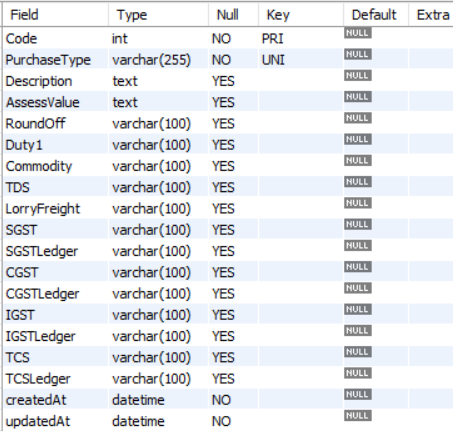 Field Type Null Key Default Extra
Code int NO PRI NULL
PurchaseType varchar(255) NO UNI NULL
Description text YES NULL
AssessValue text YES NULL
RoundOff varchar(100) YES NULL
Duty1 varchar(100) YES NULL
Commodity varchar(100) YES NULL
TDS varchar(100) YES NULL
LorryFreight varchar(100) YES NULL
SGST varchar(100) YES NULL
SGSTLedger varchar(100) YES NULL
CGST varchar(100) YES NULL
CGSTLedger varchar(100) YES NULL
IGST varchar(100) YES NULL
IGSTLedger varchar(100) YES NULL
TCS varchar(100) YES NULL
TCSLedger varchar(100) YES NULL
createdAt datetime NO NULL
updatedAt datetime NO NULL